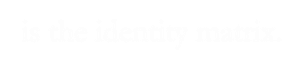 is the identity matrix.